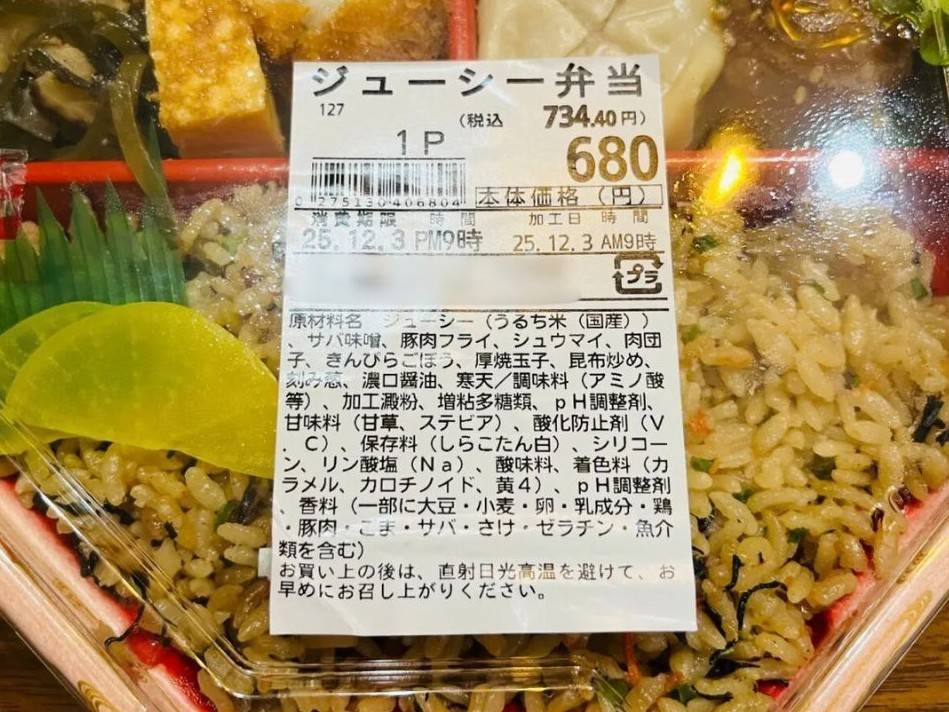 ジューシー弁当
127
(税込 734.40円)
1P
680
0 275130 406804
本体価格(円)
消費期限 時間 加工日 時間
25.12.3 PM9時 25.12.3 AM9時
プラ
原材料名 ジューシー(うるち米(国産))
、サバ味噌、豚肉フライ、シュウマイ、肉団
子、きんぴらごぼう、厚焼玉子、昆布炒め、
刻み葱、濃口醤油、寒天/調味料(アミノ酸
等)、加工澱粉、増粘多糖類、pH調整剤、
甘味料(甘草、ステビア)、酸化防止剤(V
.C)、保存料(しらこたん白)、シリコー
ン、リン酸塩(Na)、酸味料、着色料(カ
ラメル、カロチノイド、黄4)、pH調整剤
、香料(一部に大豆・小麦・卵・乳成分・鶏
・豚肉・ごま・サバ・さけ・ゼラチン・魚介
類を含む)
お買い上の後は、直射日光高温を避けて、お
早めにお召し上がりください。